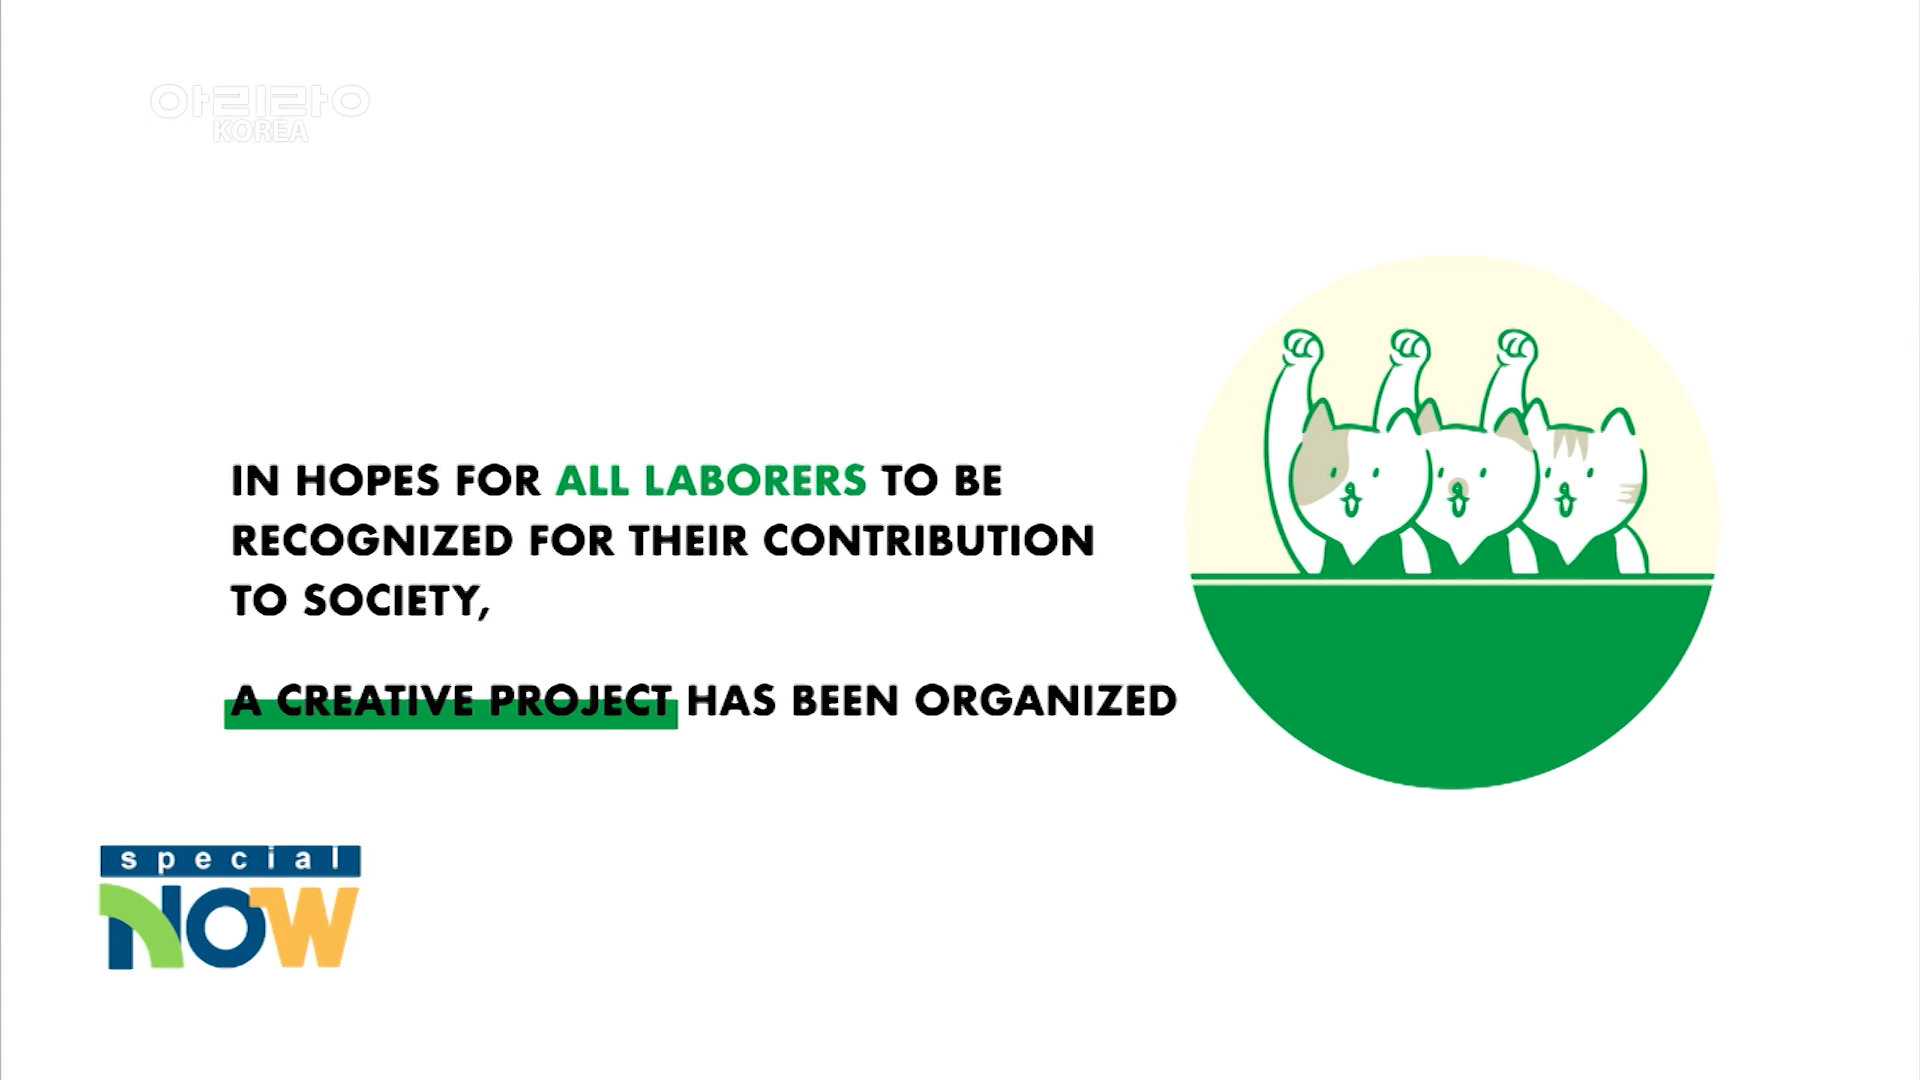 아리랑
KOREA
IN HOPES FOR ALL LABORERS TO BE
RECOGNIZED FOR THEIR CONTRIBUTION
TO SOCIETY,
A CREATIVE PROJECT HAS BEEN ORGANIZED
special
NOW